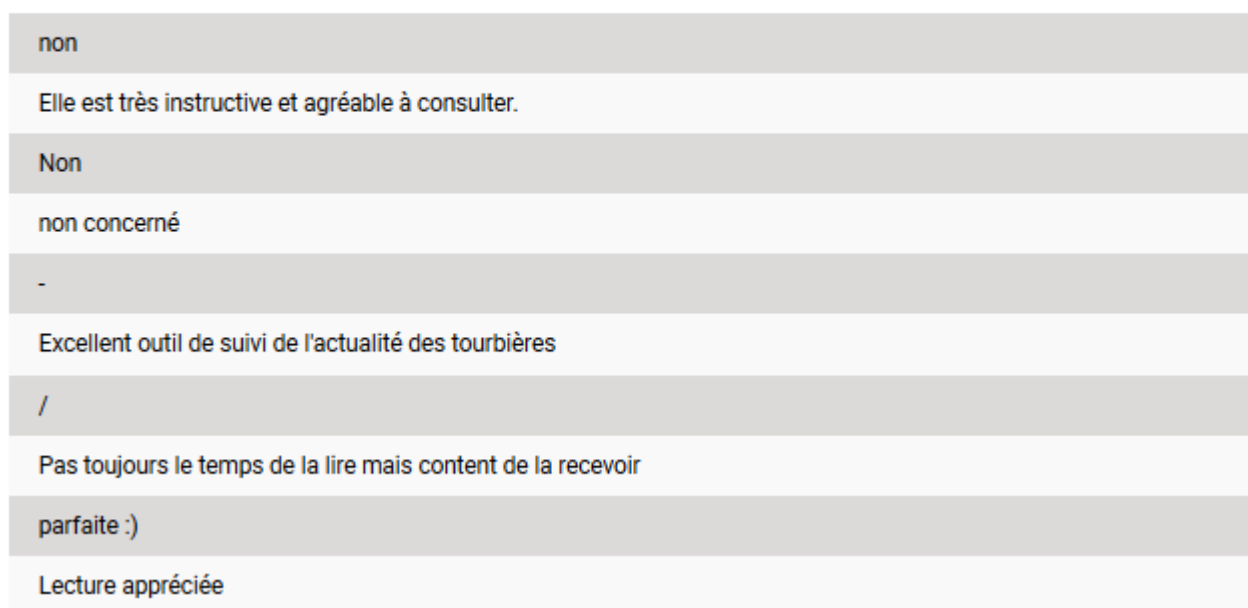 non
Elle est très instructive et agréable à consulter.
Non
non concerné
-
Excellent outil de suivi de l'actualité des tourbières
/
Pas toujours le temps de la lire mais content de la recevoir
parfaite :)
Lecture appréciée